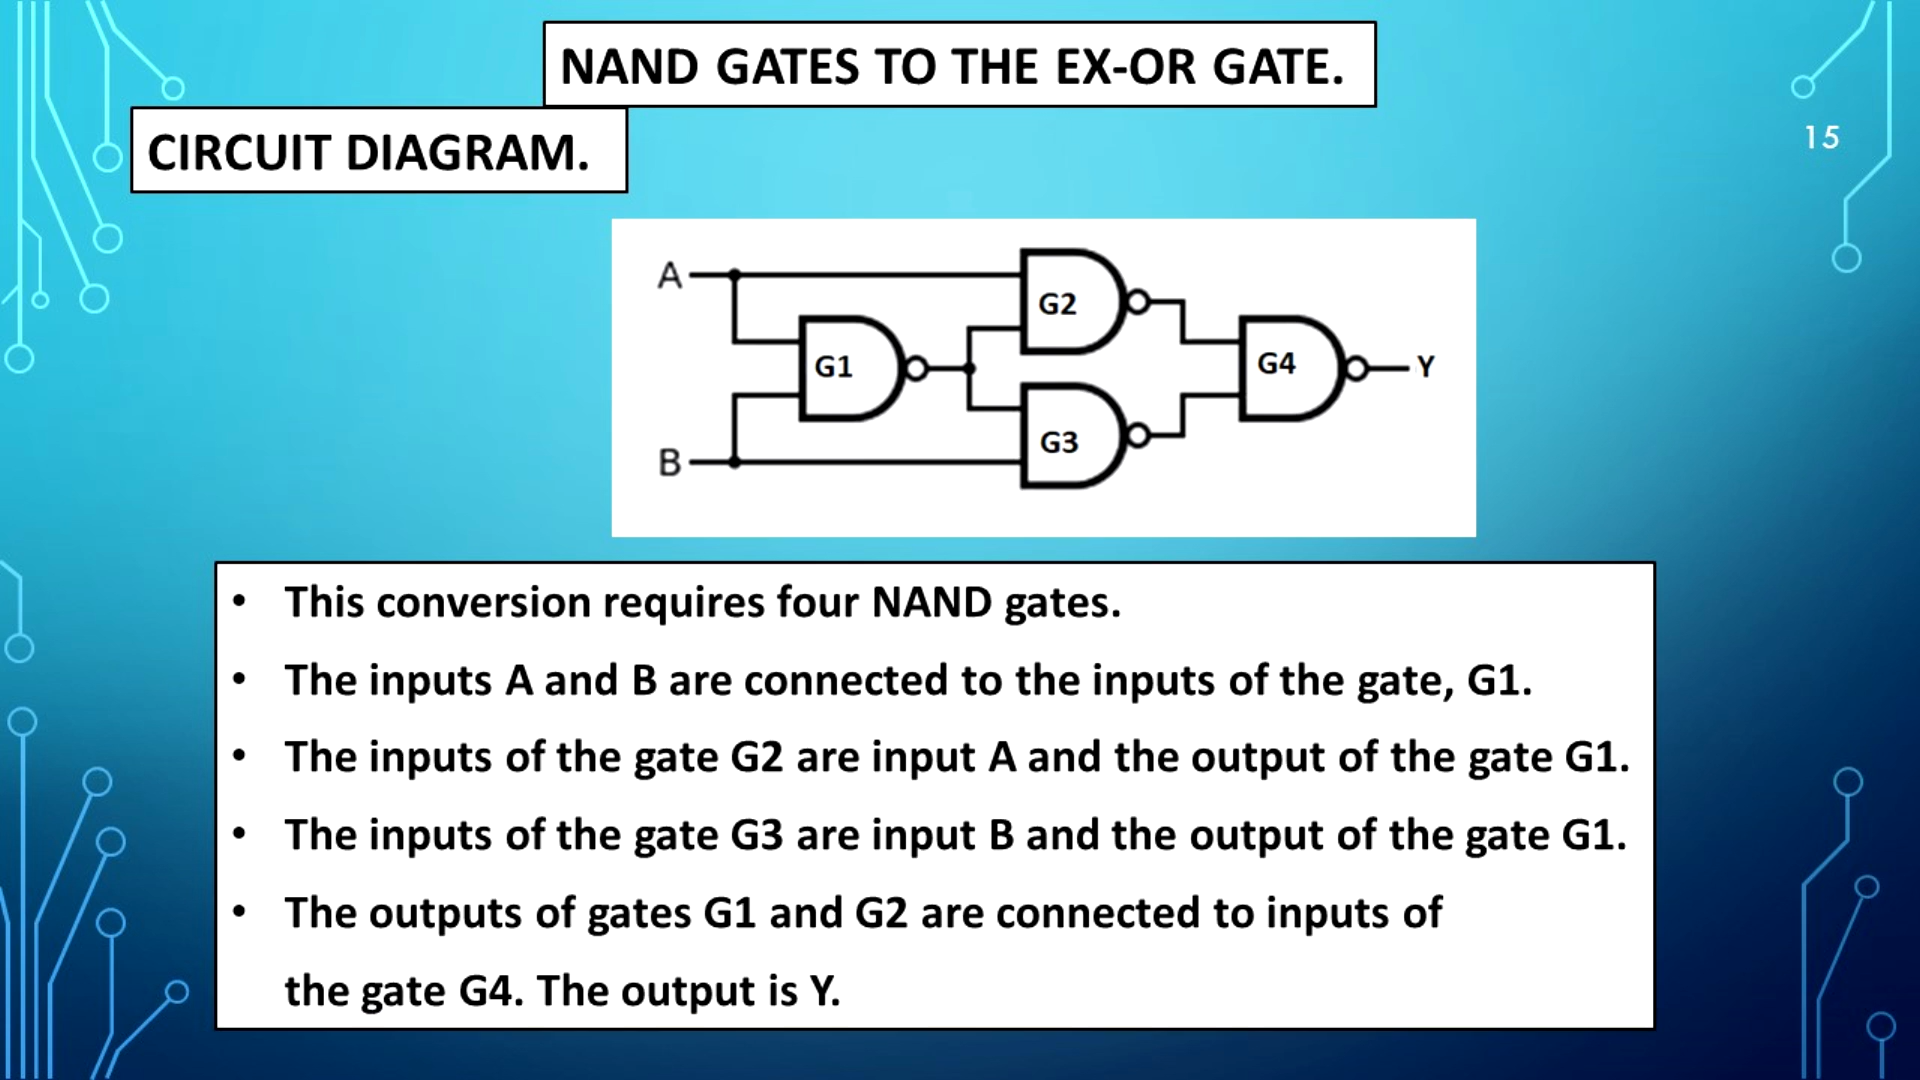 NAND GATES TO THE EX-OR GATE.
CIRCUIT DIAGRAM.
15
A
G2
G1
G4
Y
G3
B
• This conversion requires four NAND gates.
• The inputs A and B are connected to the inputs of the gate, G1.
• The inputs of the gate G2 are input A and the output of the gate G1.
• The inputs of the gate G3 are input B and the output of the gate G1.
• The outputs of gates G1 and G2 are connected to inputs of
the gate G4. The output is Y.